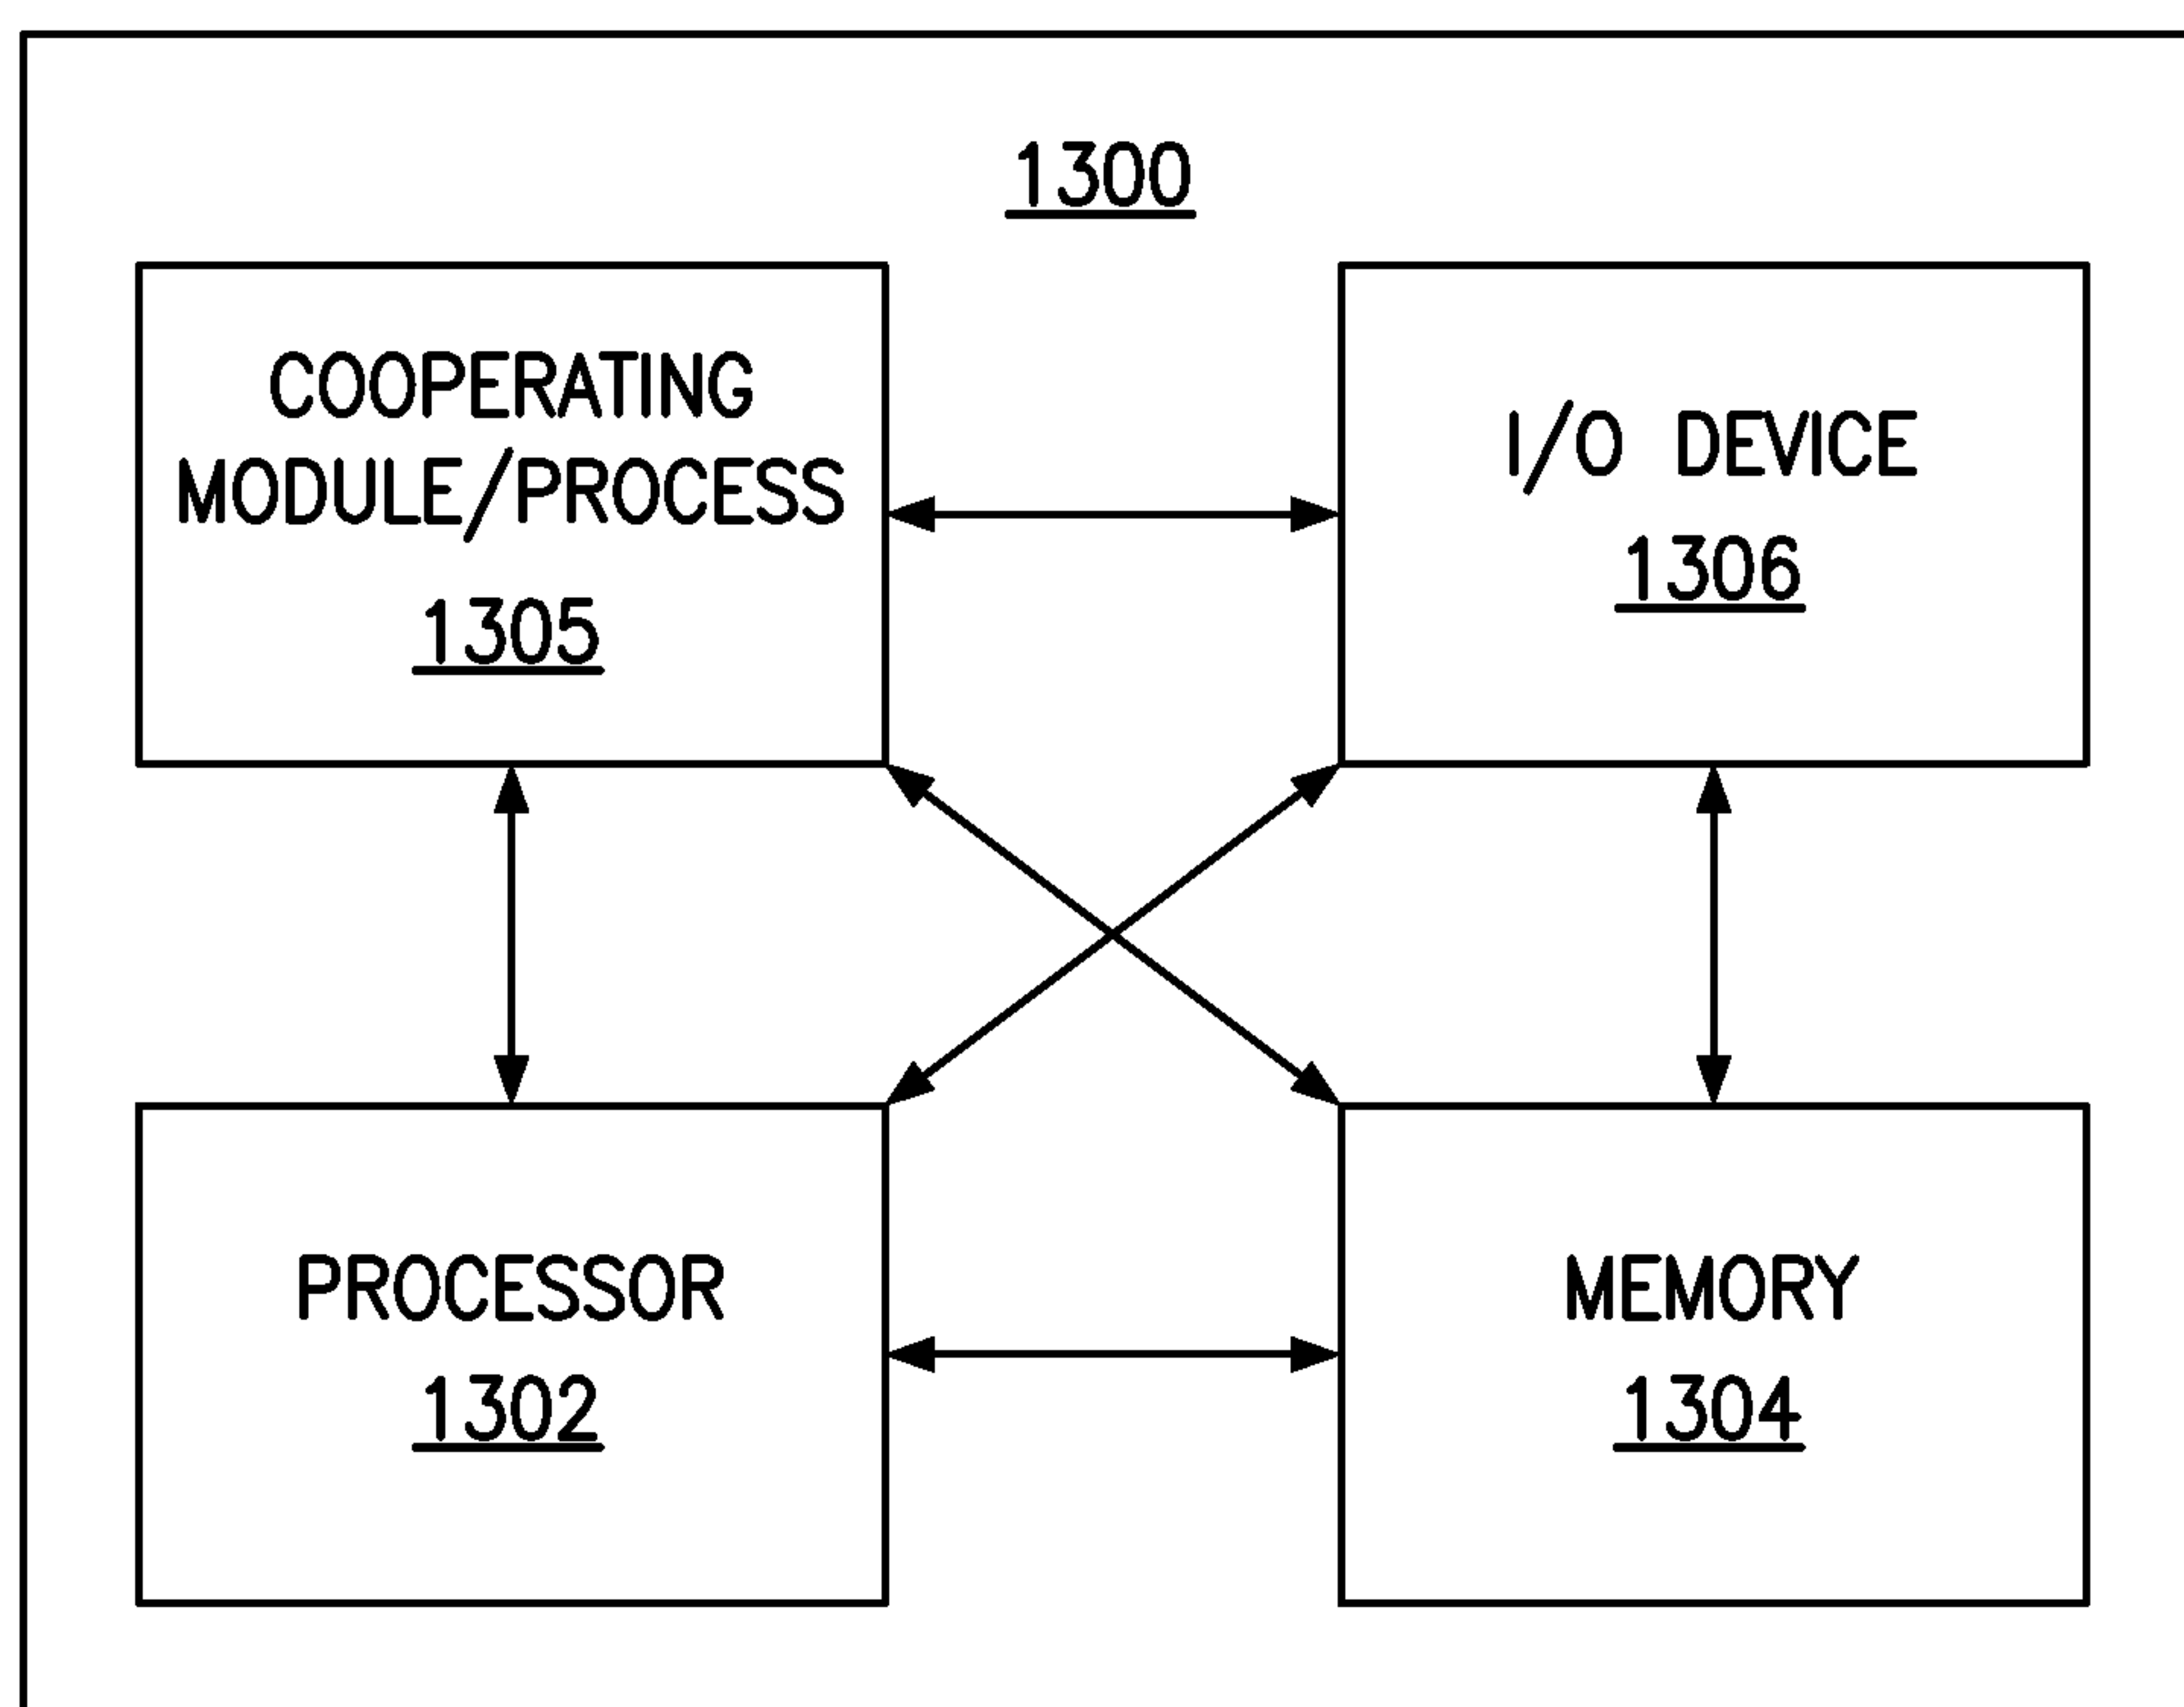 1300
COOPERATING
MODULE/PROCESS
1305
I/O DEVICE
1306
PROCESSOR
1302
MEMORY
1304